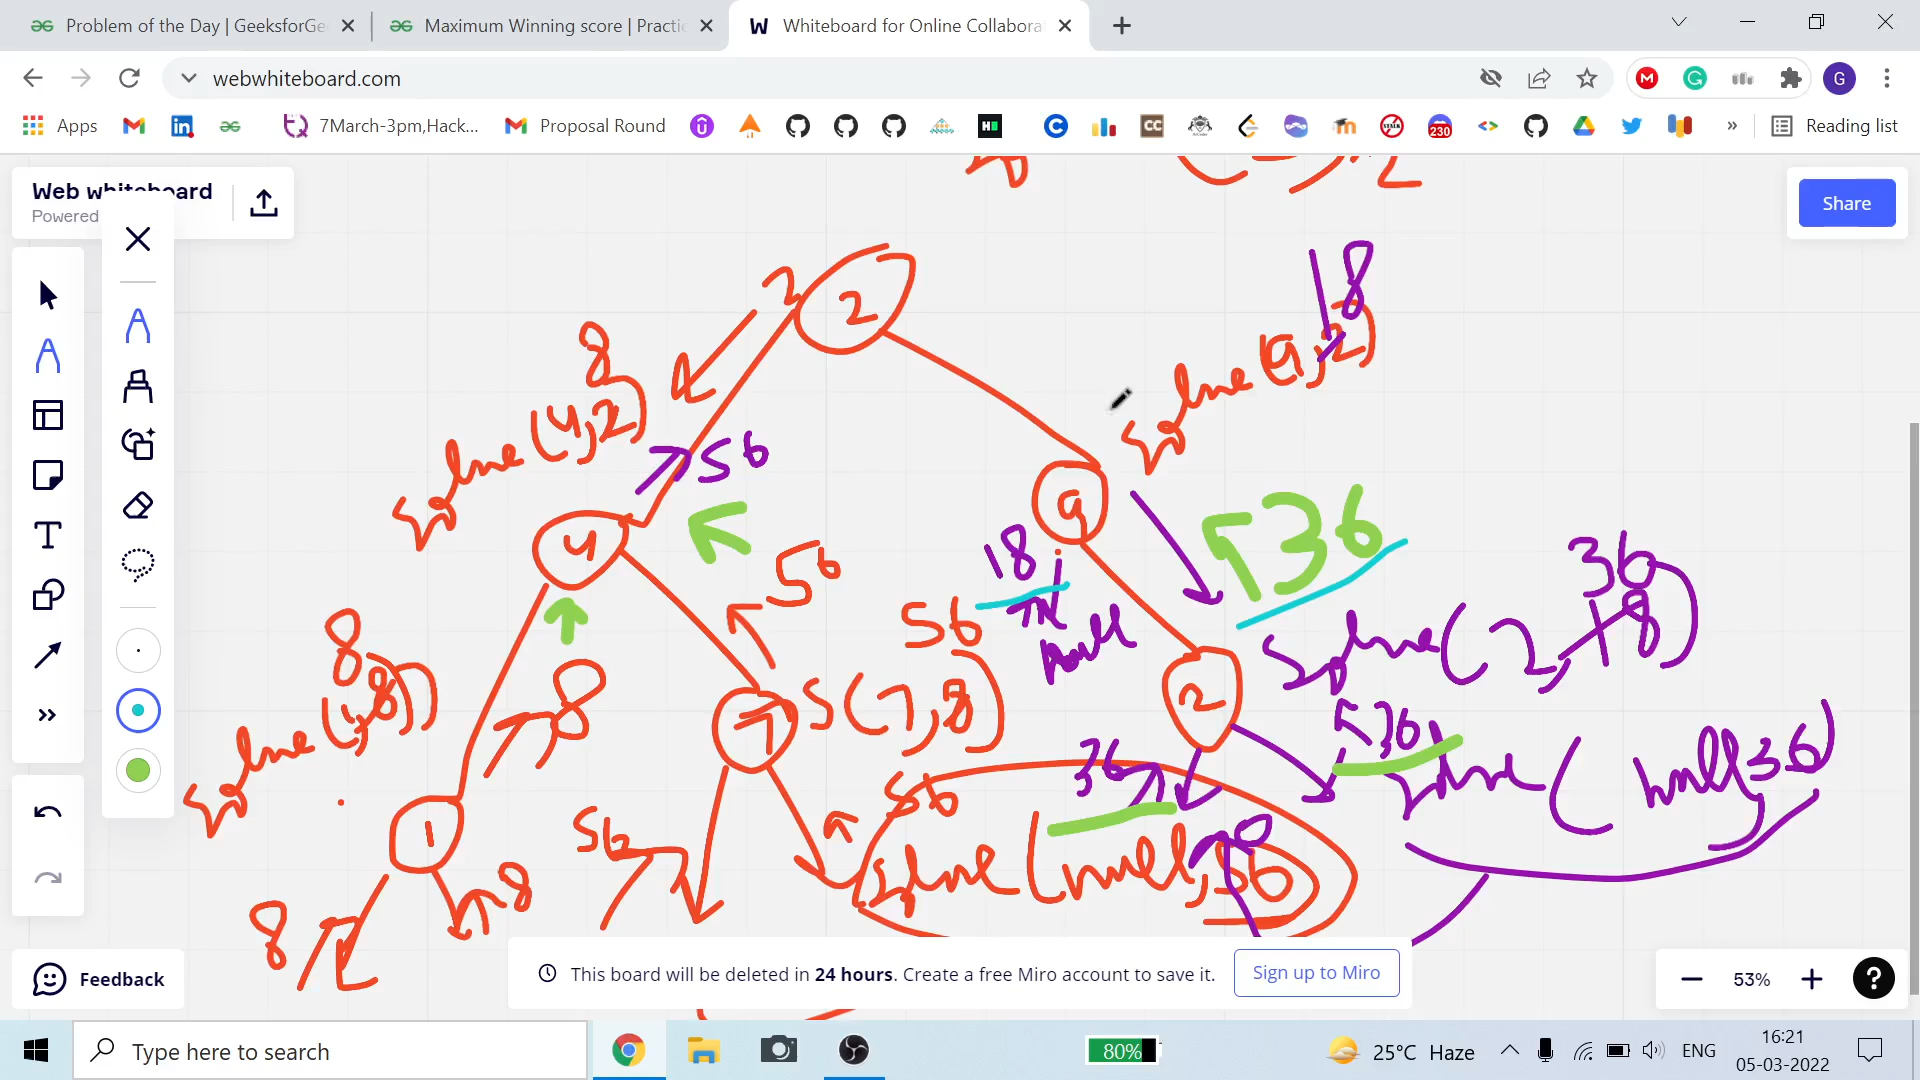 Problem of the Day | GeeksforGe
Maximum Winning score | Practic
Whiteboard for Online Collabora
webwhiteboard.com
G
Apps
7March-3pm,Hack...
Proposal Round
CC
230
»
Reading list
Web whiteboard
Powered
Share
2
2
18
solve(9,2)
8
solve(4,2)
56
4
9
36
18
null
56
56
36
solve(2,18)
8
solve(1,8)
8
7
S(7,8)
2
36
36
solve(null,36)
1
56
56
solve(null,56)
8
8
This board will be deleted in 24 hours. Create a free Miro account to save it.
Sign up to Miro
Feedback
53%
?
Type here to search
80%
25°C Haze
ENG
16:21
05-03-2022